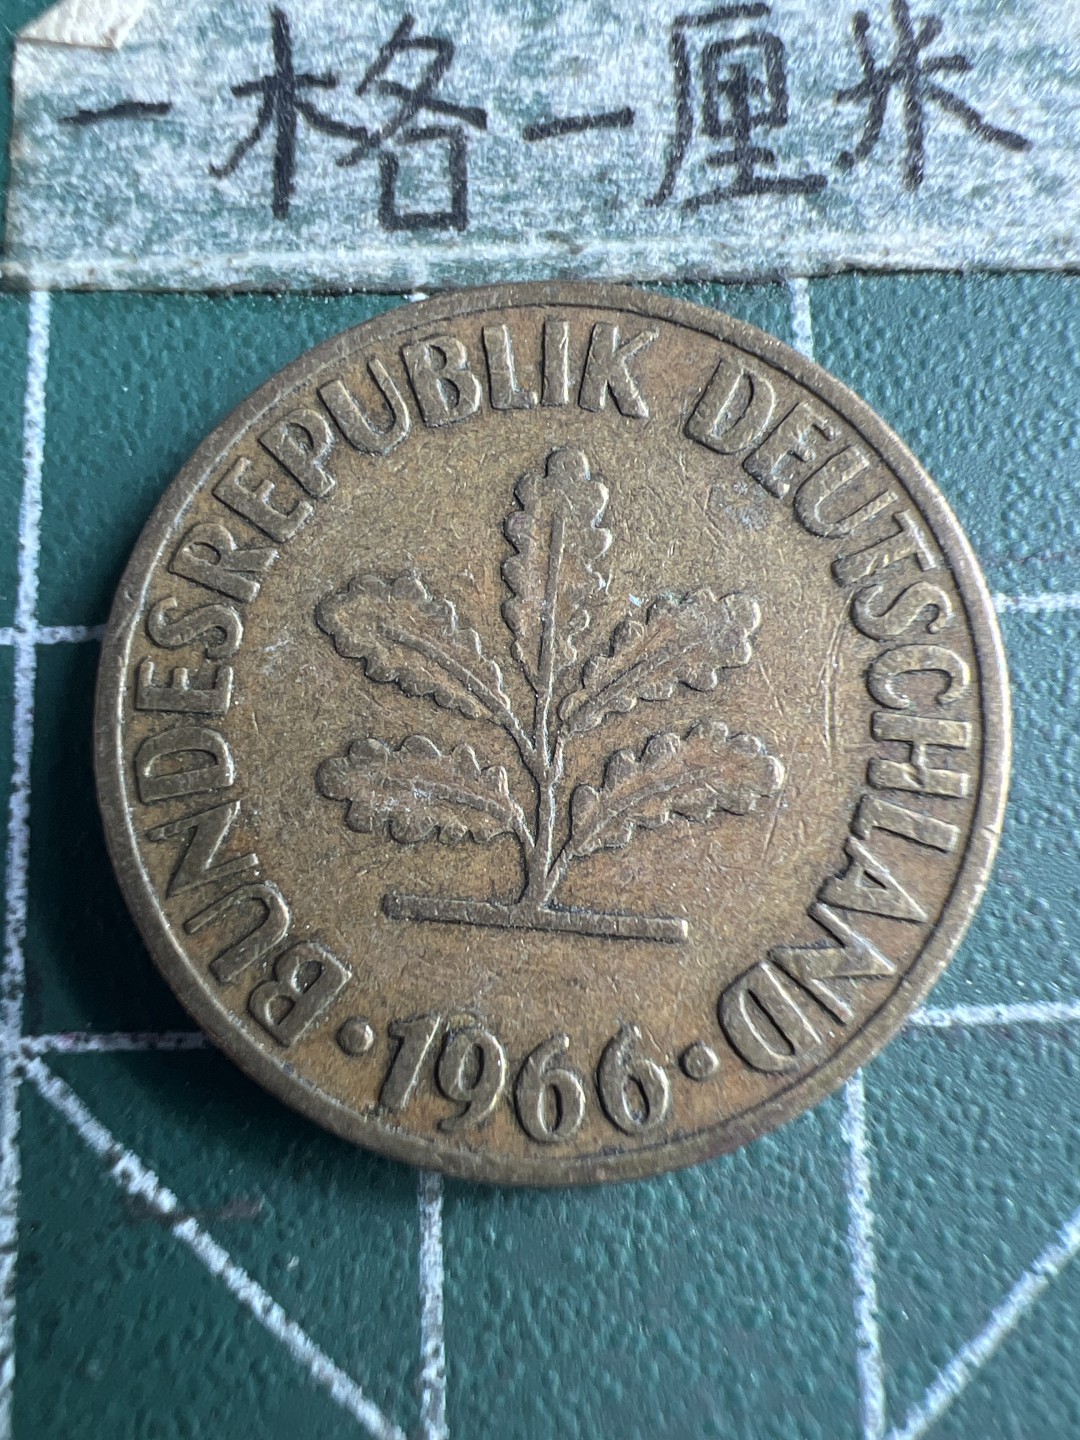 一格一厘米
BUNDESREPUBLIK DEUTSCHLAND
·1966·